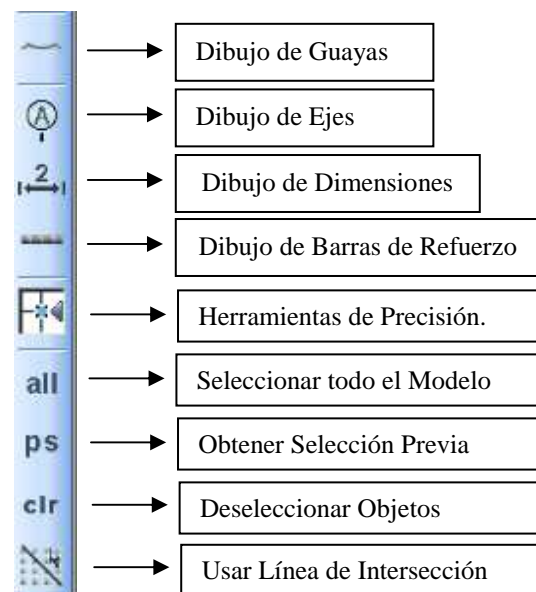 Dibujo de Guayas
A
Dibujo de Ejes
2
Dibujo de Dimensiones
Dibujo de Barras de Refuerzo
Herramientas de Precisión.
all
Seleccionar todo el Modelo
ps
Obtener Selección Previa
clr
Deseleccionar Objetos
Usar Línea de Intersección